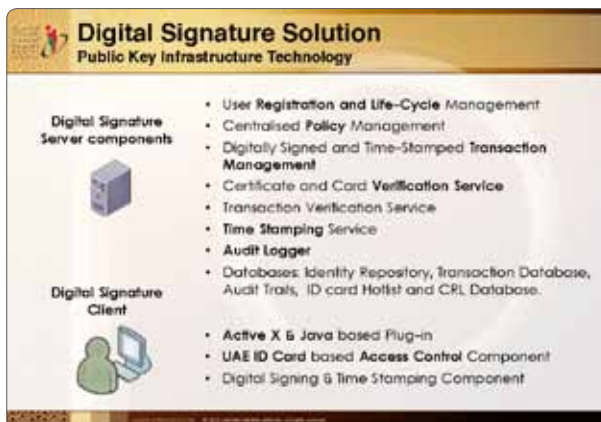 Digital Signature Solution
Public Key Infrastructure Technology
Digital Signature
Server components
• User Registration and Life-Cycle Management
• Centralised Policy Management
• Digitally Signed and Time-Stamped Transaction
Management
• Certificate and Card Verification Service
• Transaction Verification Service
• Time Stamping Service
• Audit Logger
• Databases: Identity Repository, Transaction Database,
Audit Trails, ID card Hotlist and CRL Database.
Digital Signature
Client
• Active X & Java based Plug-in
• UAE ID Card based Access Control Component
• Digital Signing & Time Stamping Component